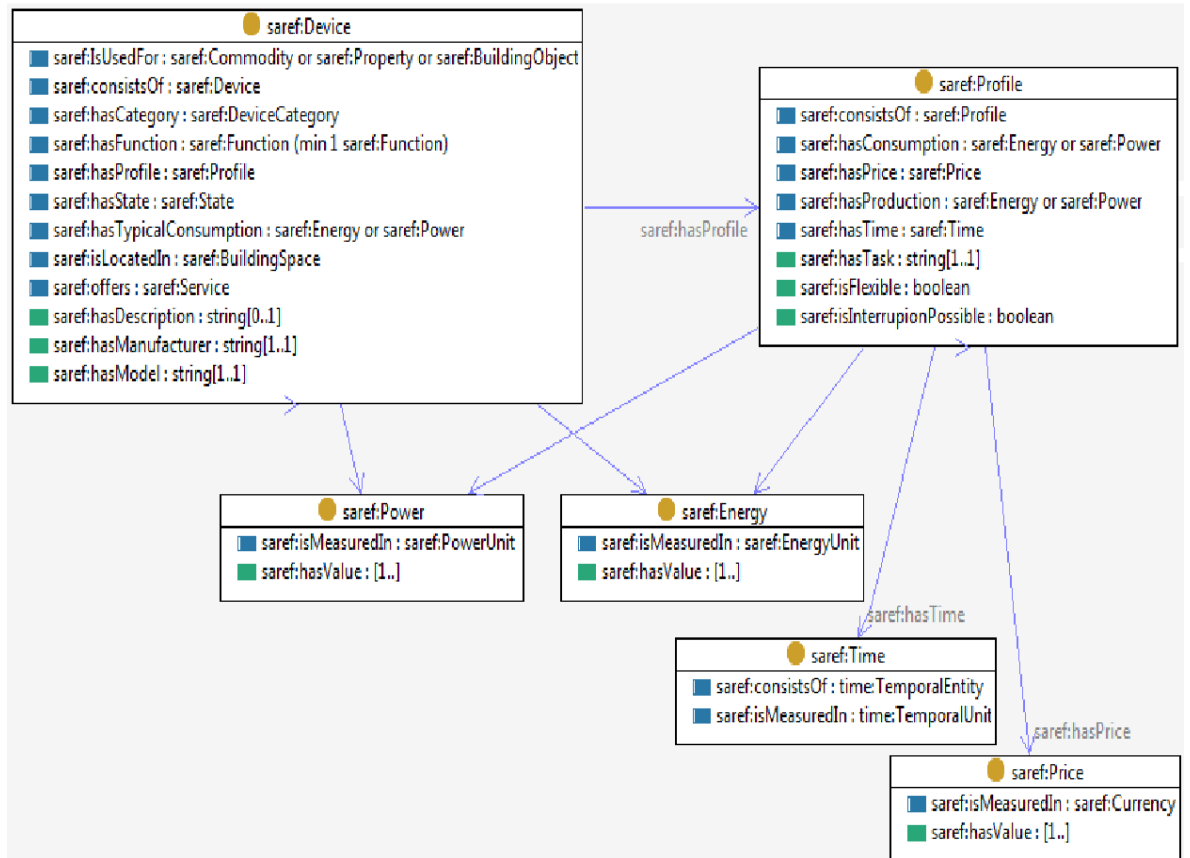 saref:Device
saref:IsUsedFor : saref:Commodity or saref:Property or saref:BuildingObject
saref:consistsOf : saref:Device
saref:hasCategory : saref:DeviceCategory
saref:hasFunction : saref:Function (min 1 saref:Function)
saref:hasProfile : saref:Profile
saref:hasState : saref:State
saref:hasTypicalConsumption : saref:Energy or saref:Power
saref:isLocatedIn : saref:BuildingSpace
saref:offers : saref:Service
saref:hasDescription : string[0..1]
saref:hasManufacturer : string[1..1]
saref:hasModel : string[1..1]
saref:hasProfile
saref:Profile
saref:consistsOf : saref:Profile
saref:hasConsumption : saref:Energy or saref:Power
saref:hasPrice : saref:Price
saref:hasProduction : saref:Energy or saref:Power
saref:hasTime : saref:Time
saref:hasTask : string[1..1]
saref:isFlexible : boolean
saref:isInterrupionPossible : boolean
saref:Power
saref:isMeasuredIn : saref:PowerUnit
saref:hasValue : [1..]
saref:Energy
saref:isMeasuredIn : saref:EnergyUnit
saref:hasValue : [1..]
saref:hasTime
saref:Time
saref:consistsOf : time:TemporalEntity
saref:isMeasuredIn : time:TemporalUnit
saref:hasPrice
saref:Price
saref:isMeasuredIn : saref:Currency
saref:hasValue : [1..]